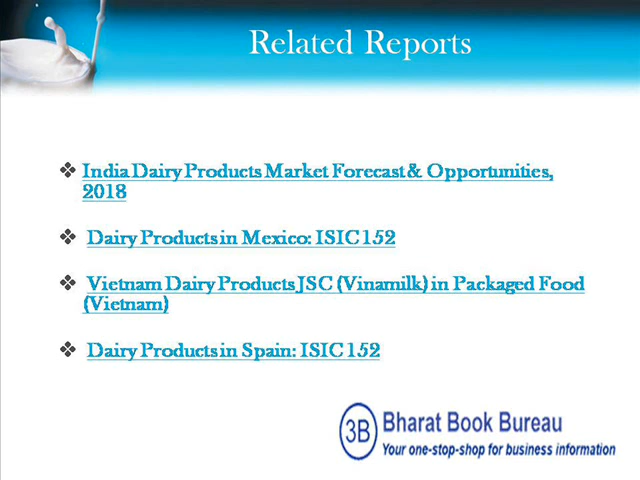 Related Reports
❖ India Dairy Products Market Forecast & Opportunities,
2018
❖ Dairy Products in Mexico: ISIC 152
❖ Vietnam Dairy Products JSC (Vinamilk) in Packaged Food
(Vietnam)
❖ Dairy Products in Spain: ISIC 152
3B Bharat Book Bureau
Your one-stop-shop for business information